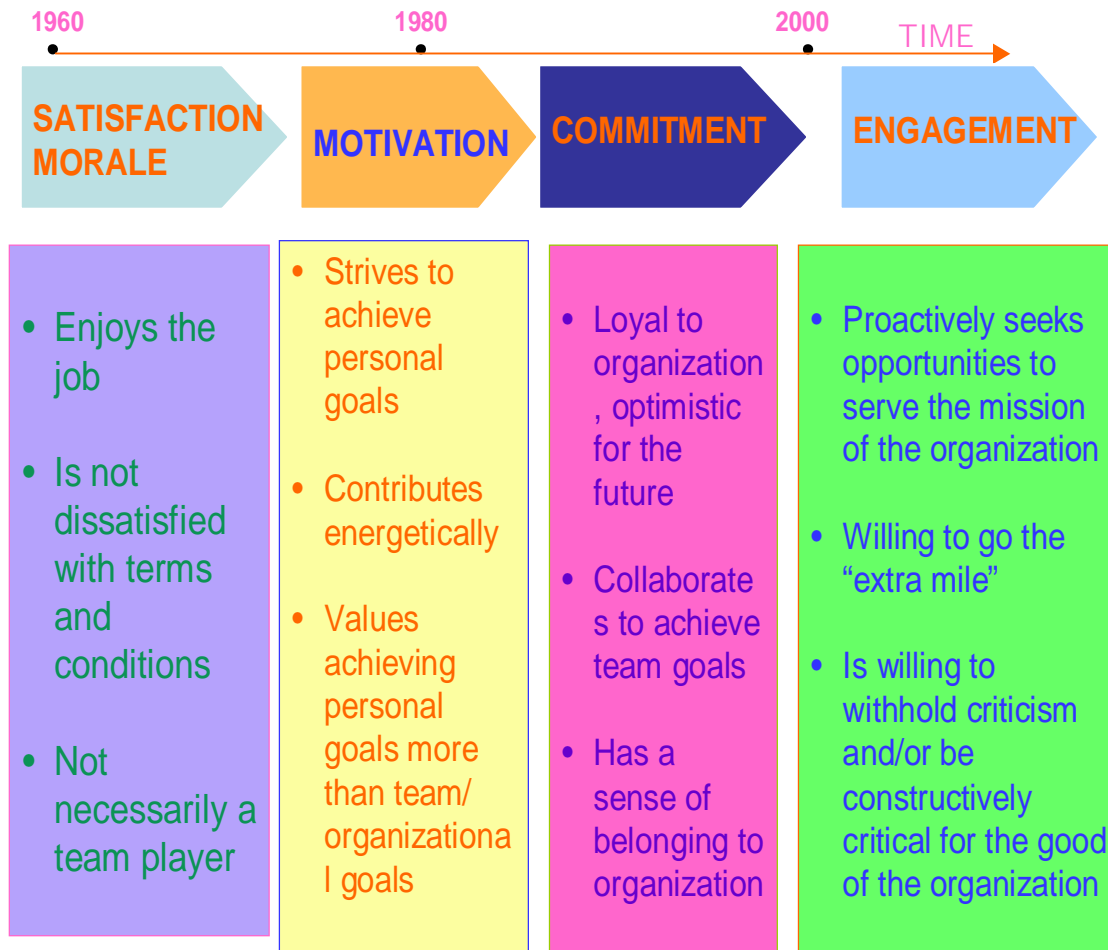 1960
1980
2000
TIME
SATISFACTION
MORALE
MOTIVATION
COMMITMENT
ENGAGEMENT
• Enjoys the
job
• Is not
dissatisfied
with terms
and
conditions
• Not
necessarily a
team player
• Strives to
achieve
personal
goals
• Contributes
energetically
• Values
achieving
personal
goals more
than team/
organizationa
l goals
• Loyal to
organization
, optimistic
for the
future
• Collaborate
s to achieve
team goals
• Has a
sense of
belonging to
organization
• Proactively seeks
opportunities to
serve the mission
of the organization
• Willing to go the
“extra mile”
• Is willing to
withhold criticism
and/or be
constructively
critical for the good
of the organization